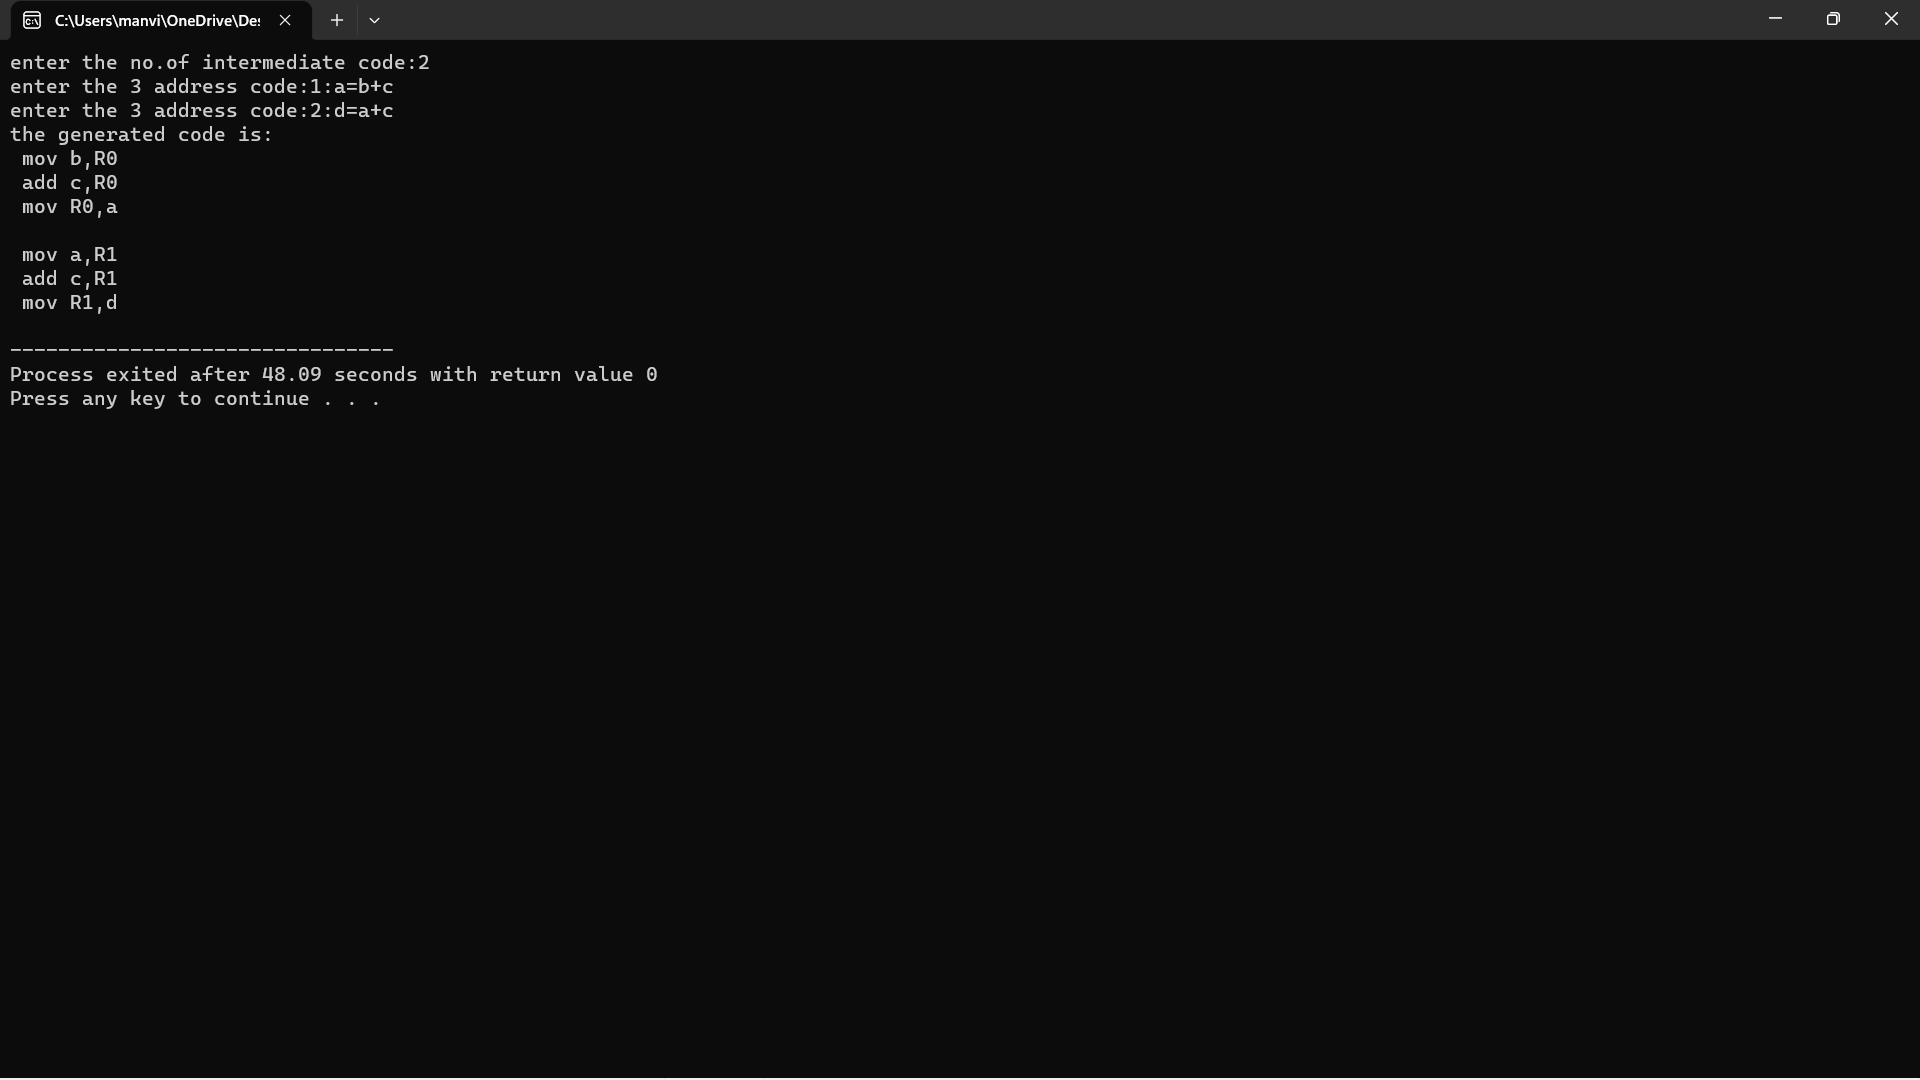 C:\Users\manvi\OneDrive\Des
enter the no.of intermediate code:2
enter the 3 address code:1:a=b+c
enter the 3 address code:2:d=a+c
the generated code is:
 mov b,R0
 add c,R0
 mov R0,a

 mov a,R1
 add c,R1
 mov R1,d

--------------------------------
Process exited after 48.09 seconds with return value 0
Press any key to continue . . .